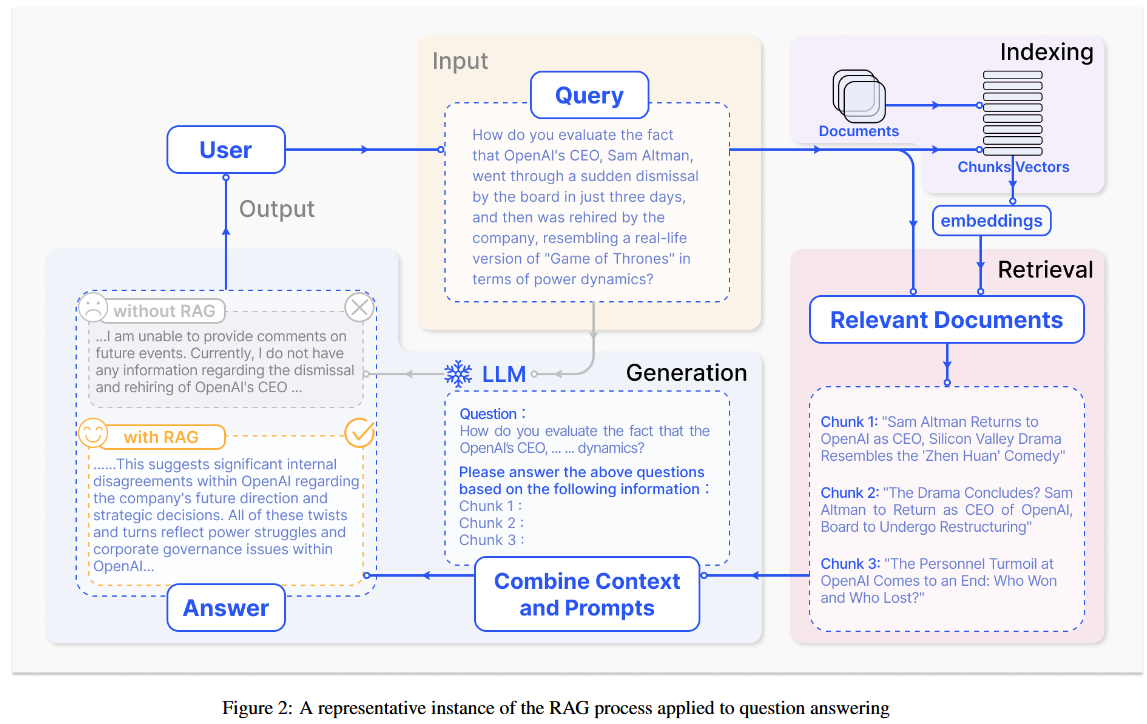 Input
Query
How do you evaluate the fact
that OpenAI's CEO, Sam Altman,
went through a sudden dismissal
by the board in just three days,
and then was rehired by the
company, resembling a real-life
version of "Game of Thrones" in
terms of power dynamics?
Indexing
Documents
Chunks Vectors
embeddings
User
Output
Retrieval
Relevant Documents
Chunk 1: "Sam Altman Returns to
OpenAI as CEO, Silicon Valley Drama
Resembles the 'Zhen Huan' Comedy"
Chunk 2: "The Drama Concludes? Sam
Altman to Return as CEO of OpenAI,
Board to Undergo Restructuring"
Chunk 3: "The Personnel Turmoil at
OpenAI Comes to an End: Who Won
and Who Lost?"
LLM
Generation
Question :
How do you evaluate the fact that the
OpenAI's CEO, ... ... dynamics?
Please answer the above questions
based on the following information :
Chunk 1 :
Chunk 2 :
Chunk 3 :
Combine Context
and Prompts
without RAG
...I am unable to provide comments on
future events. Currently, I do not have
any information regarding the dismissal
and rehiring of OpenAI's CEO ...
with RAG
......This suggests significant internal
disagreements within OpenAI regarding
the company's future direction and
strategic decisions. All of these twists
and turns reflect power struggles and
corporate governance issues within
OpenAI...
Answer
Figure 2: A representative instance of the RAG process applied to question answering